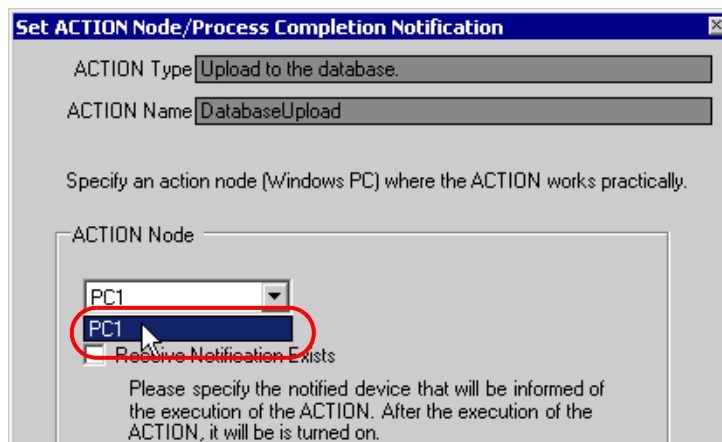 Set ACTION Node/Process Completion Notification
ACTION Type Upload to the database.
ACTION Name DatabaseUpload
Specify an action node (Windows PC) where the ACTION works practically.
ACTION Node
PC1
PC1
Receive Notification Exists
Please specify the notified device that will be informed of
the execution of the ACTION. After the execution of the
ACTION, it will be is turned on.